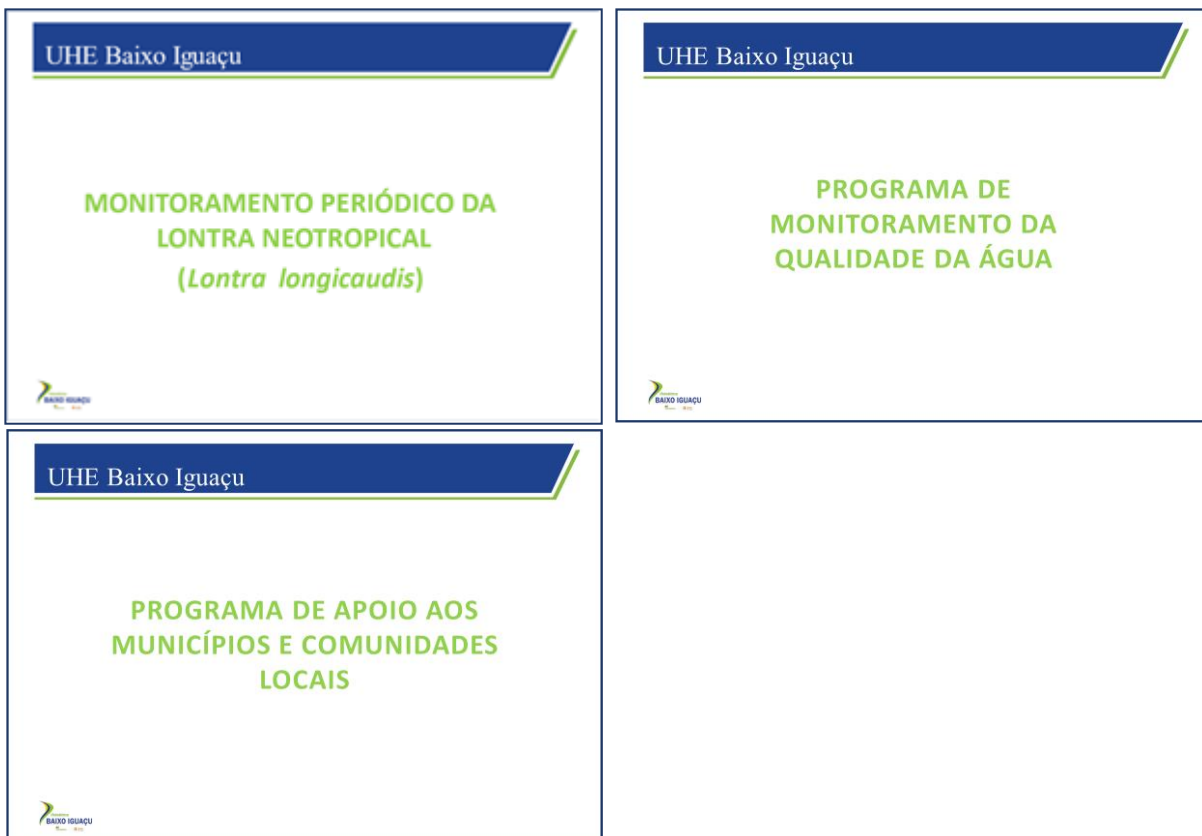 UHE Baixo Iguaçu
MONITORAMENTO PERIÓDICO DA
LONTRA NEOTROPICAL
(Lontra longicaudis)
BAIXO IGUAÇU
UHE Baixo Iguaçu
PROGRAMA DE
MONITORAMENTO DA
QUALIDADE DA ÁGUA
BAIXO IGUAÇU
UHE Baixo Iguaçu
PROGRAMA DE APOIO AOS
MUNICÍPIOS E COMUNIDADES
LOCAIS
BAIXO IGUAÇU